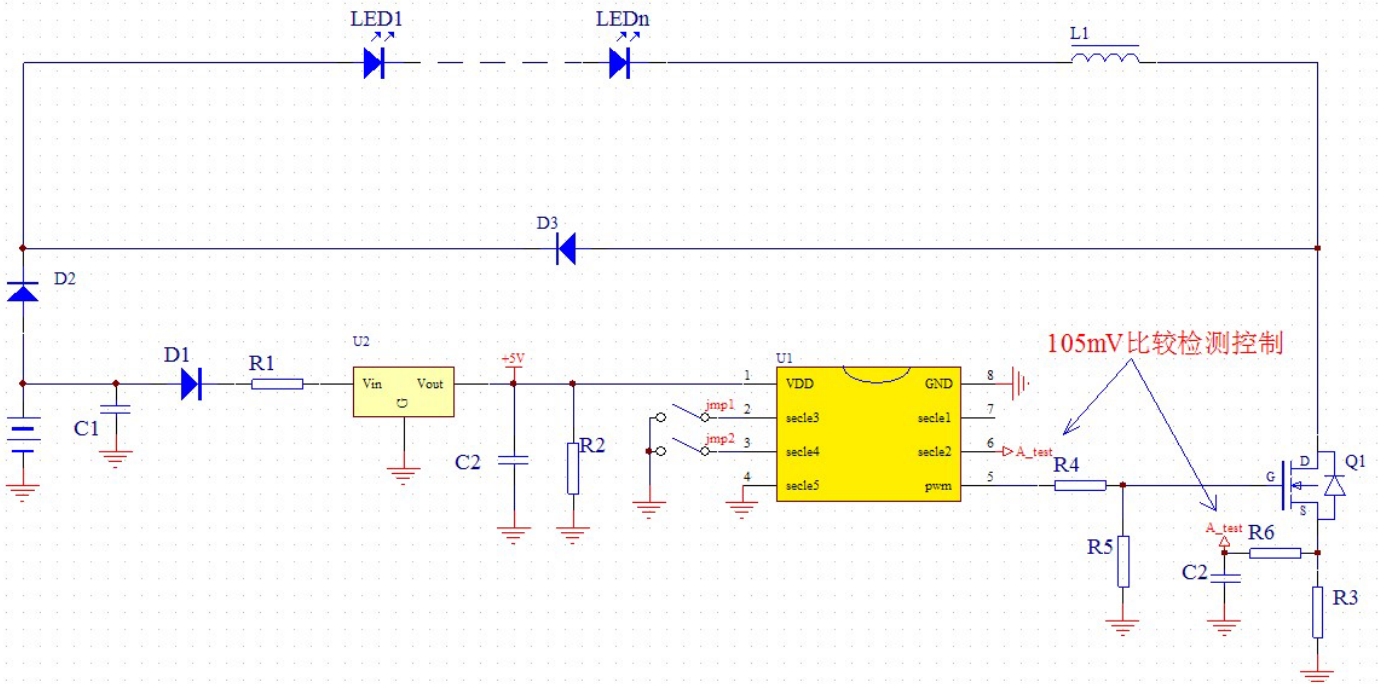 LED1
LEDn
L1
D3
D2
105mV比较检测控制
D1
R1
U2
Vin
Vout
G
+5V
C1
C2
R2
U1
1
VDD
GND
8
jmp1
2
secle3
secle1
7
jmp2
3
secle4
secle2
6
A_test
4
secle5
pwm
5
R4
G
D
S
Q1
R5
A_test
R6
C2
R3